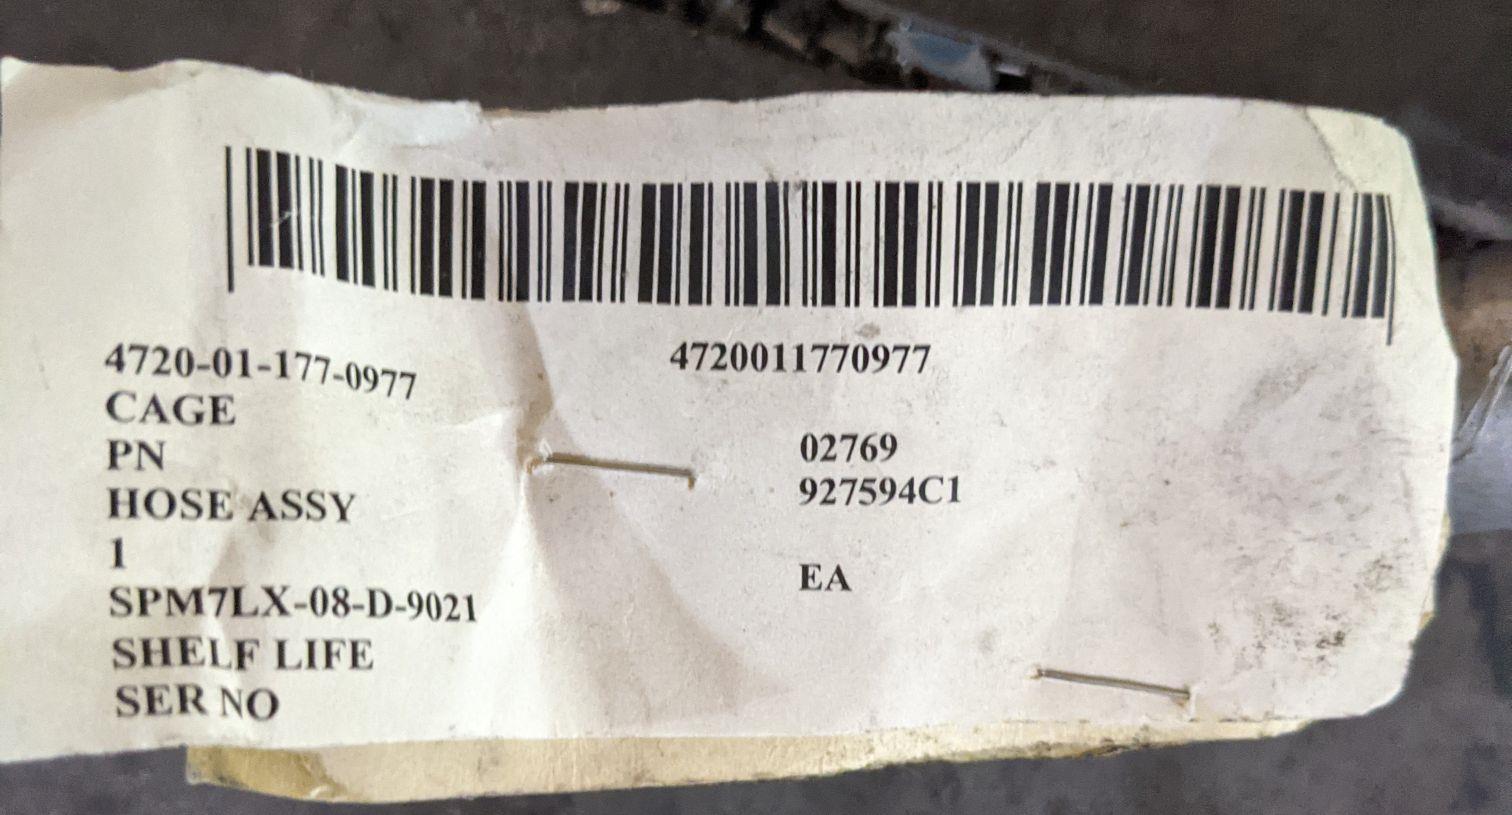 4720-01-177-0977 4720011770977
CAGE 02769
PN 927594C1
HOSE ASSY
1 EA
SPM7LX-08-D-9021
SHELF LIFE
SER NO